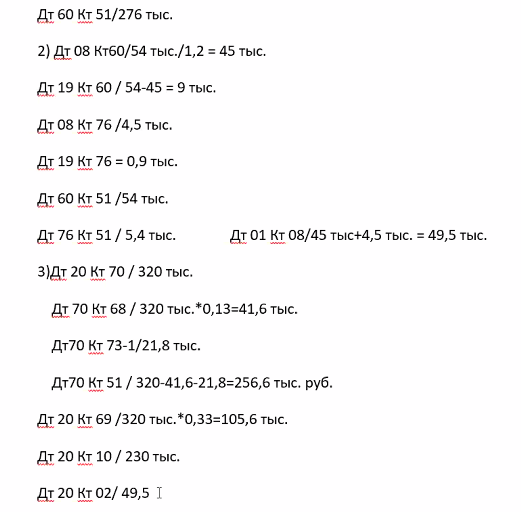 Дт 60 Кт 51/276 тыс.
2) Дт 08 Кт60/54 тыс./1,2 = 45 тыс.
Дт 19 Кт 60 / 54-45 = 9 тыс.
Дт 08 Кт 76 /4,5 тыс.
Дт 19 Кт 76 = 0,9 тыс.
Дт 60 Кт 51 /54 тыс.
Дт 76 Кт 51 / 5,4 тыс. Дт 01 Кт 08/45 тыс+4,5 тыс. = 49,5 тыс.
3)Дт 20 Кт 70 / 320 тыс.
Дт 70 Кт 68 / 320 тыс.*0,13=41,6 тыс.
Дт70 Кт 73-1/21,8 тыс.
Дт70 Кт 51 / 320-41,6-21,8=256,6 тыс. руб.
Дт 20 Кт 69 /320 тыс.*0,33=105,6 тыс.
Дт 20 Кт 10 / 230 тыс.
Дт 20 Кт 02/ 49,5